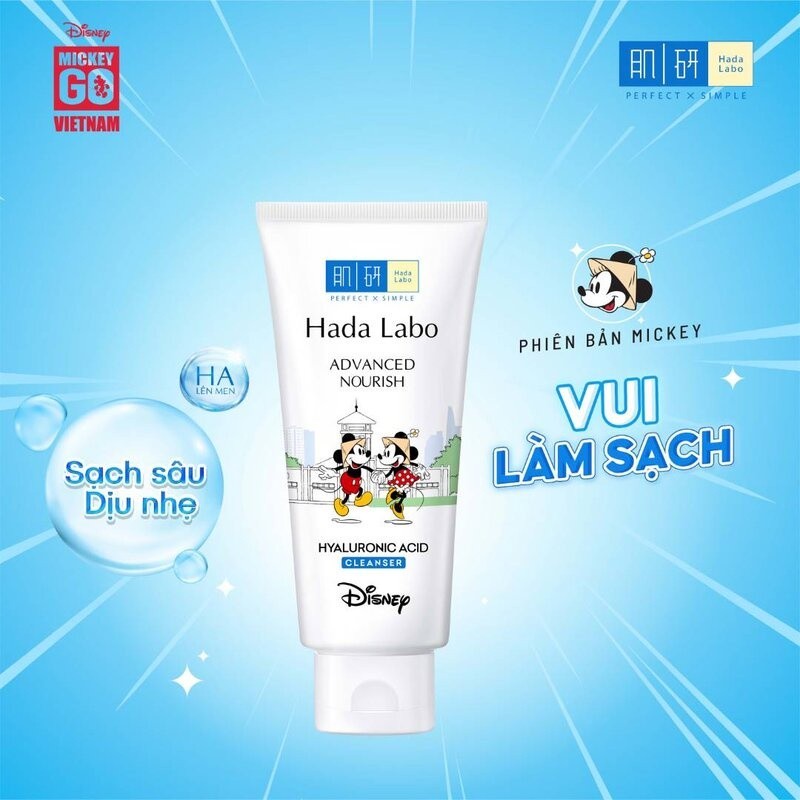 Disney
MICKEY
GO
VIETNAM
肌研
Hada
Labo
PERFECT × SIMPLE
肌研
Hada
Labo
PERFECT × SIMPLE
Hada Labo
ADVANCED
NOURISH
HYALURONIC ACID
CLEANSER
Disney
HA
LÊN MEN
Sạch sâu
Dịu nhẹ
PHIÊN BẢN MICKEY
VUI
LÀM SẠCH